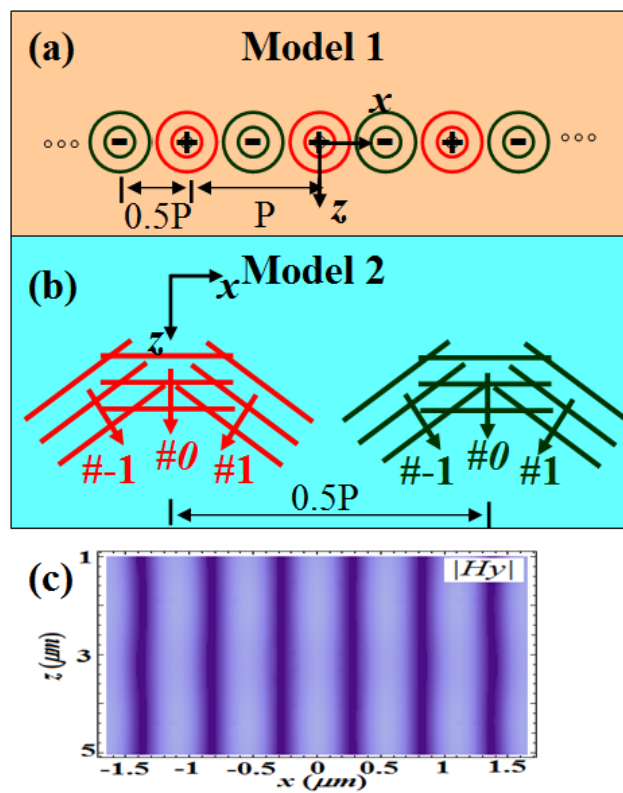 (a) Model 1
∘∘∘ - + - + - + - ∘∘∘
x
0.5P P z
(b) Model 2
x
z
#-1 #0 #1 #-1 #0 #1
0.5P
(c) |Hy|
1
3
5
z (μm)
-1.5 -1 -0.5 0 0.5 1 1.5
x (μm)